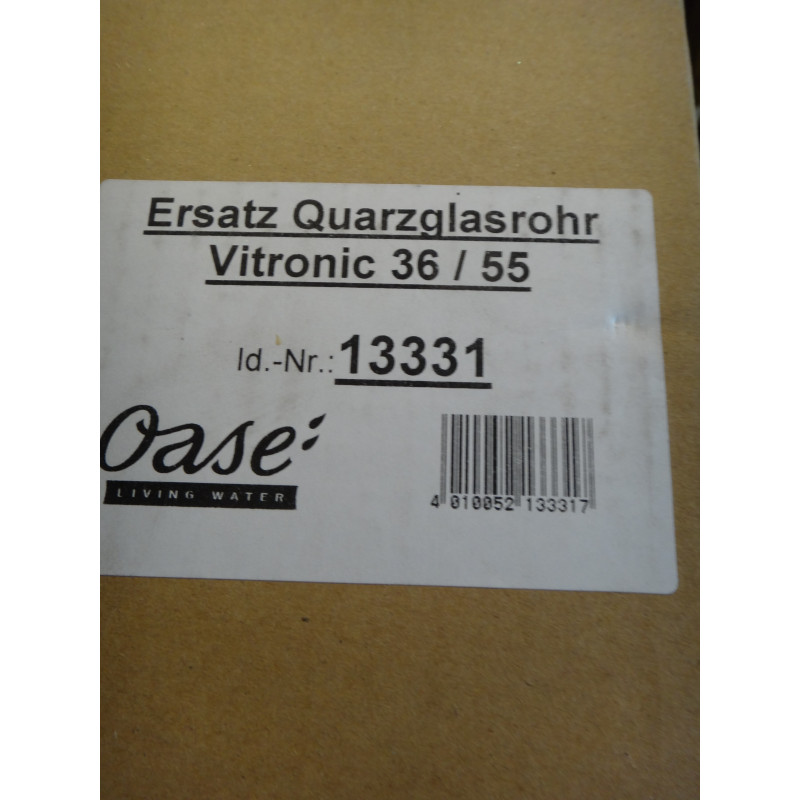 Ersatz Quarzglasrohr
Vitronic 36 / 55
Id.-Nr.: 13331
Oase
LIVING WATER
4 010052 133317